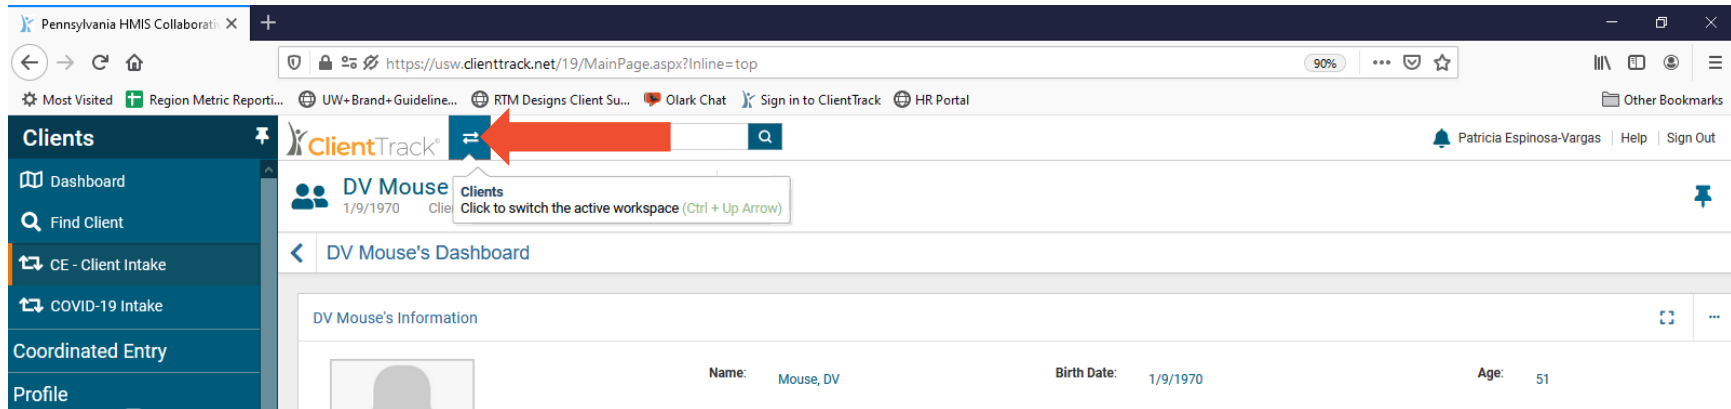 Pennsylvania HMIS Collaborati
https://usw.clienttrack.net/19/MainPage.aspx?Inline=top 90%
Most Visited Region Metric Reporti... UW+Brand+Guideline... RTM Designs Client Su... Olark Chat Sign in to ClientTrack HR Portal Other Bookmarks
Clients ClientTrack Patricia Espinosa-Vargas Help Sign Out
Dashboard
DV Mouse
1/9/1970 Clie
Clients
Click to switch the active workspace (Ctrl + Up Arrow)
Find Client
DV Mouse's Dashboard
CE - Client Intake
COVID-19 Intake
DV Mouse's Information
Coordinated Entry
Name: Mouse, DV Birth Date: 1/9/1970 Age: 51
Profile